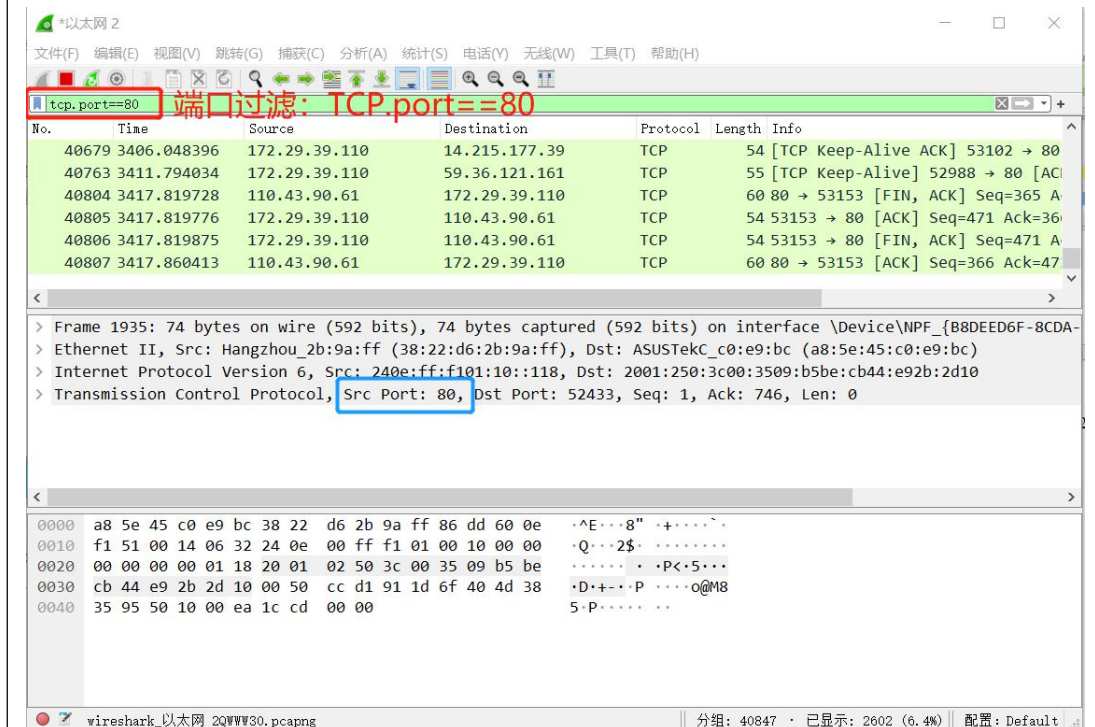 *以太网 2
文件(F) 编辑(E) 视图(V) 跳转(G) 捕获(C) 分析(A) 统计(S) 电话(Y) 无线(W) 工具(T) 帮助(H)
tcp.port==80 端口过滤：TCP.port==80
No. Time Source Destination Protocol Length Info
40679 3406.048396 172.29.39.110 14.215.177.39 TCP 54 [TCP Keep-Alive ACK] 53102 → 80
40763 3411.794034 172.29.39.110 59.36.121.161 TCP 55 [TCP Keep-Alive] 52988 → 80 [AC
40804 3417.819728 110.43.90.61 172.29.39.110 TCP 60 80 → 53153 [FIN, ACK] Seq=365 A
40805 3417.819776 172.29.39.110 110.43.90.61 TCP 54 53153 → 80 [ACK] Seq=471 Ack=36
40806 3417.819875 172.29.39.110 110.43.90.61 TCP 54 53153 → 80 [FIN, ACK] Seq=471 A
40807 3417.860413 110.43.90.61 172.29.39.110 TCP 60 80 → 53153 [ACK] Seq=366 Ack=47
> Frame 1935: 74 bytes on wire (592 bits), 74 bytes captured (592 bits) on interface \Device\NPF_{B8DEED6F-8CDA-
> Ethernet II, Src: Hangzhou_2b:9a:ff (38:22:d6:2b:9a:ff), Dst: ASUSTekC_c0:e9:bc (a8:5e:45:c0:e9:bc)
> Internet Protocol Version 6, Src: 240e:ff:f101:10::118, Dst: 2001:250:3c00:3509:b5be:cb44:e92b:2d10
> Transmission Control Protocol, Src Port: 80, Dst Port: 52433, Seq: 1, Ack: 746, Len: 0
0000 a8 5e 45 c0 e9 bc 38 22 d6 2b 9a ff 86 dd 60 0e ·^E···8" ·+····`·
0010 f1 51 00 14 06 32 24 0e 00 ff f1 01 00 10 00 00 ·Q···2$· ········
0020 00 00 00 00 01 18 20 01 02 50 3c 00 35 09 b5 be ······ · ·P<·5···
0030 cb 44 e9 2b 2d 10 00 50 cc d1 91 1d 6f 40 4d 38 ·D·+-··P ····o@M8
0040 35 95 50 10 00 ea 1c cd 00 00 5·P····· ··
wireshark_以太网 2QWWW30.pcapng 分组: 40847 · 已显示: 2602 (6.4%) 配置: Default